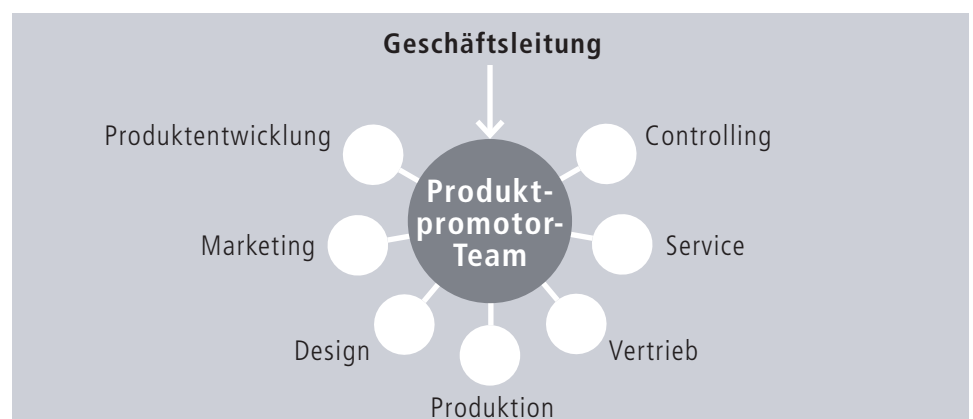 Geschäftsleitung
Produktentwicklung
Controlling
Produkt-
promotor-
Team
Marketing
Service
Design
Vertrieb
Produktion